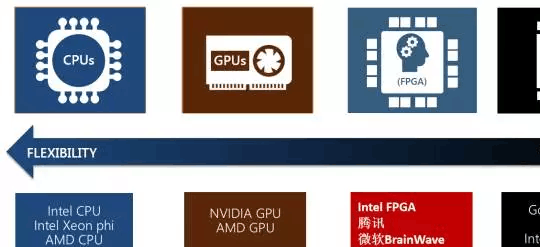 CPUs
GPUs
(FPGA)
FLEXIBILITY
Intel CPU
Intel Xeon phi
AMD CPU
NVIDIA GPU
AMD GPU
Intel FPGA
腾讯
微软BrainWave